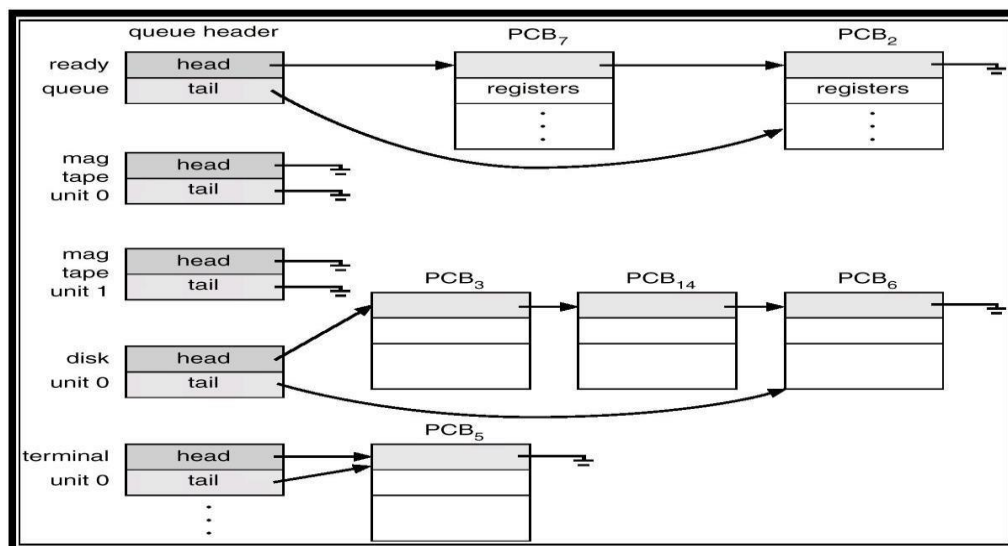 queue header PCB₇ PCB₂
ready head
queue tail registers registers
mag head
tape
unit 0 tail
mag head
tape
unit 1 tail
PCB₃ PCB₁₄ PCB₆
disk head
unit 0 tail
PCB₅
terminal head
unit 0 tail